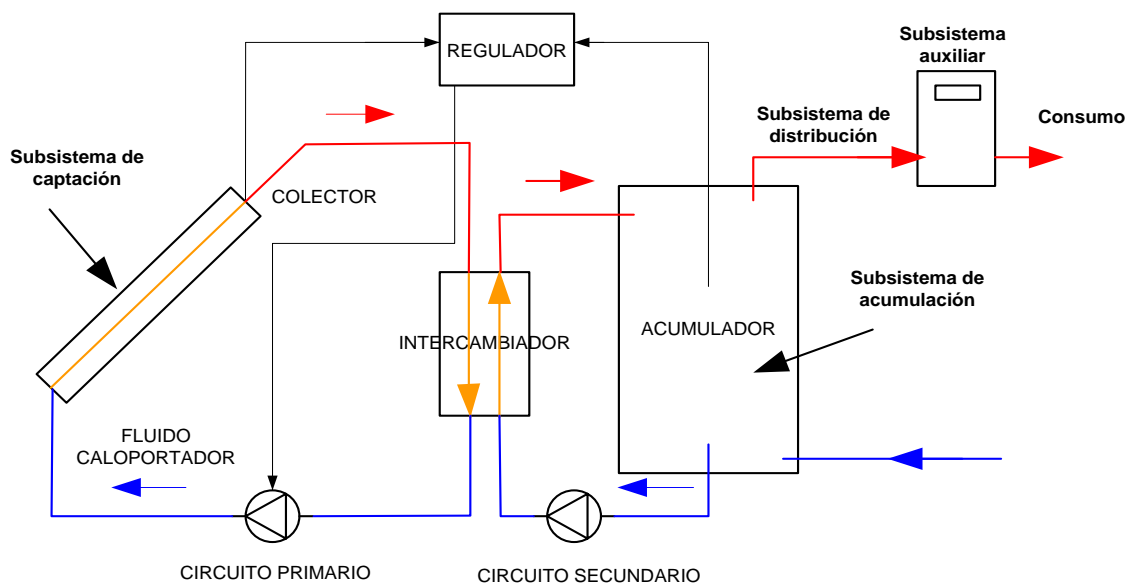 Subsistema
auxiliar
REGULADOR
Subsistema de
distribución
Consumo
Subsistema de
captación
COLECTOR
Subsistema de
acumulación
INTERCAMBIADOR
ACUMULADOR
FLUIDO
CALOPORTADOR
CIRCUITO PRIMARIO
CIRCUITO SECUNDARIO